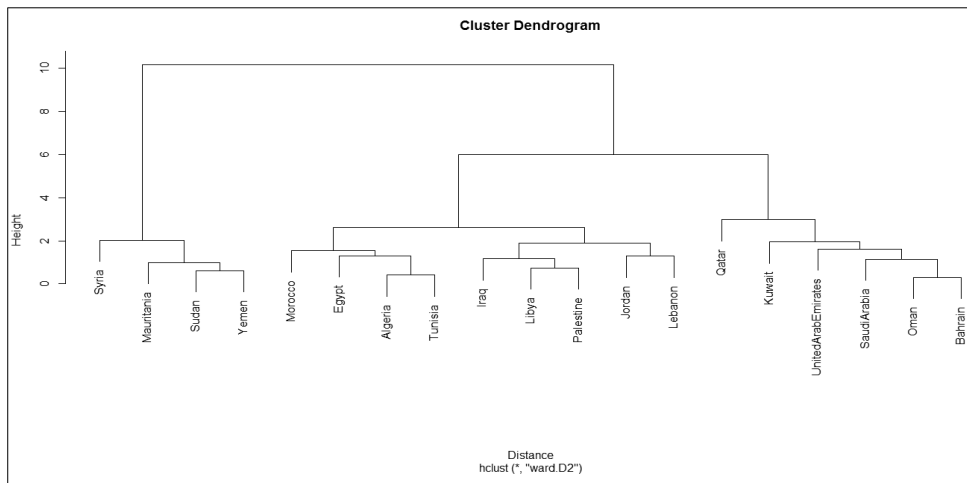 Cluster Dendrogram
10
8
6
4
2
0
Height
Syria
Mauritania
Sudan
Yemen
Morocco
Egypt
Algeria
Tunisia
Iraq
Libya
Palestine
Jordan
Lebanon
Qatar
Kuwait
UnitedArabEmirates
SaudiArabia
Oman
Bahrain
Distance
hclust (*, "ward.D2")